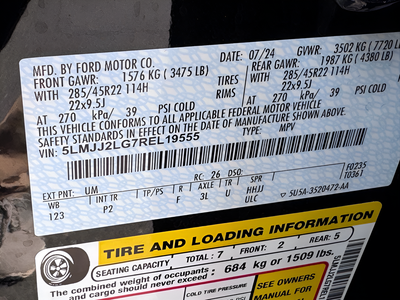 MFD. BY FORD MOTOR CO.
DATE: 07/24 GVWR: 3502 KG (7720 LB
FRONT GAWR: 1576 KG (3475 LB) REAR GAWR: 1987 KG (4380 LB)
WITH 285/45R22 114H TIRES WITH 285/45R22 114H
22x9.5J RIMS 22x9.5J
AT 270 kPa/ 39 PSI COLD AT 270 kPa/ 39 PSI COLD
THIS VEHICLE CONFORMS TO ALL APPLICABLE FEDERAL MOTOR VEHICLE
SAFETY STANDARDS IN EFFECT ON THE DATE OF MANUFACTURE SHOWN ABOVE.
VIN: 5LMJJ2LG7REL19555 TYPE: MPV
EXT PNT: UM RC: 26 DSO: F0235
WB INT TR TP/PS R AXLE TR SPR T0361
123 P2 F 3L U HHJJ
ULC 5U5A-3520472-AA
TIRE AND LOADING INFORMATION
SEATING CAPACITY TOTAL: 7 FRONT: 2 REAR: 5
The combined weight of occupants and cargo should never exceed: 684 kg or 1509 lbs.
COLD TIRE PRESSURE
SEE OWNERS
MANUAL FOR